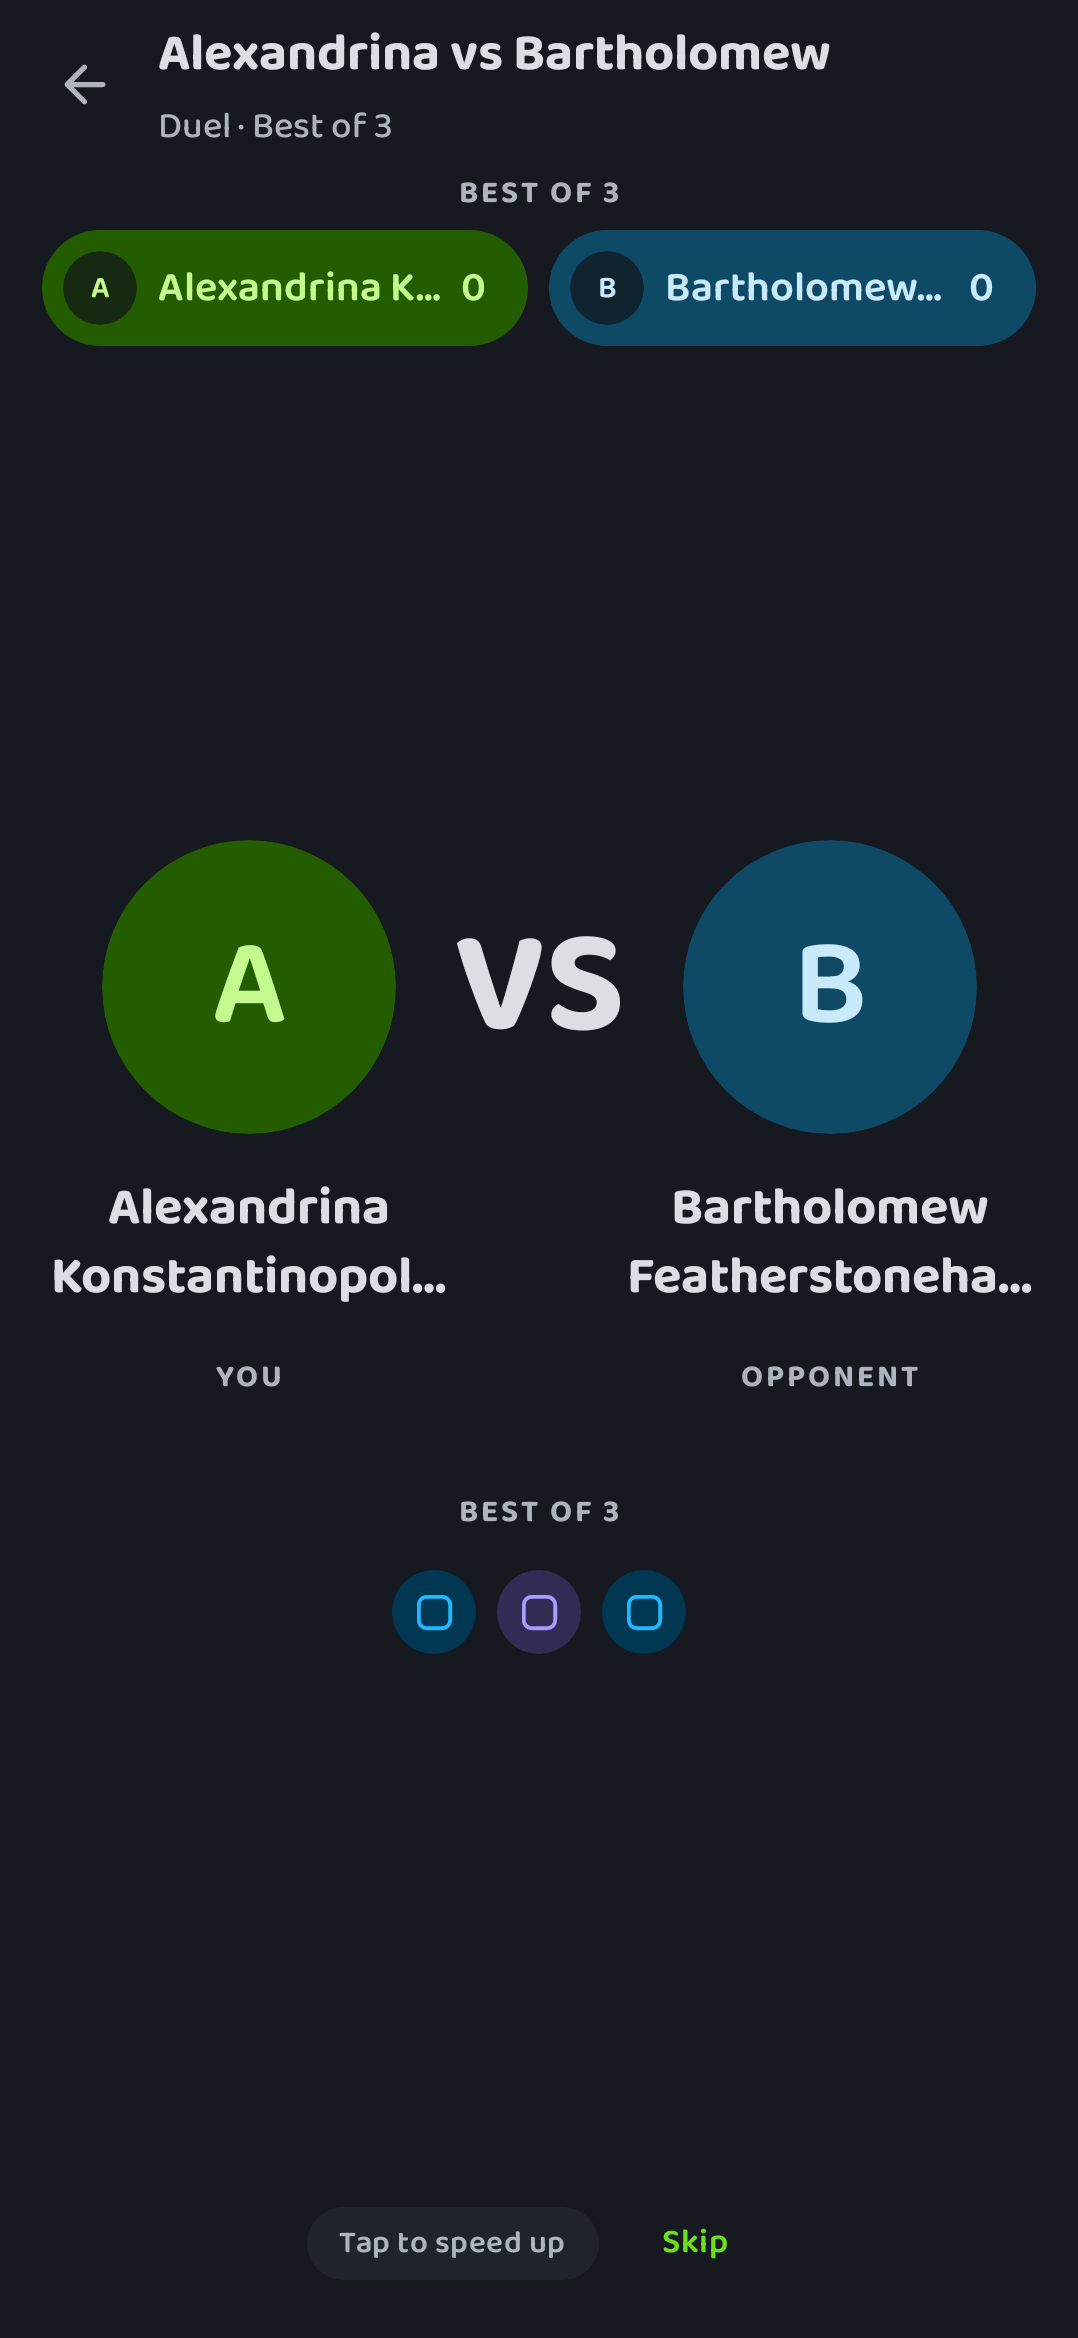 Alexandrina vs Bartholomew
Duel · Best of 3
BEST OF 3
A Alexandrina K... 0
B Bartholomew... 0
A VS B
Alexandrina Konstantinopol...
Bartholomew Featherstoneha...
YOU
OPPONENT
BEST OF 3
Tap to speed up
Skip